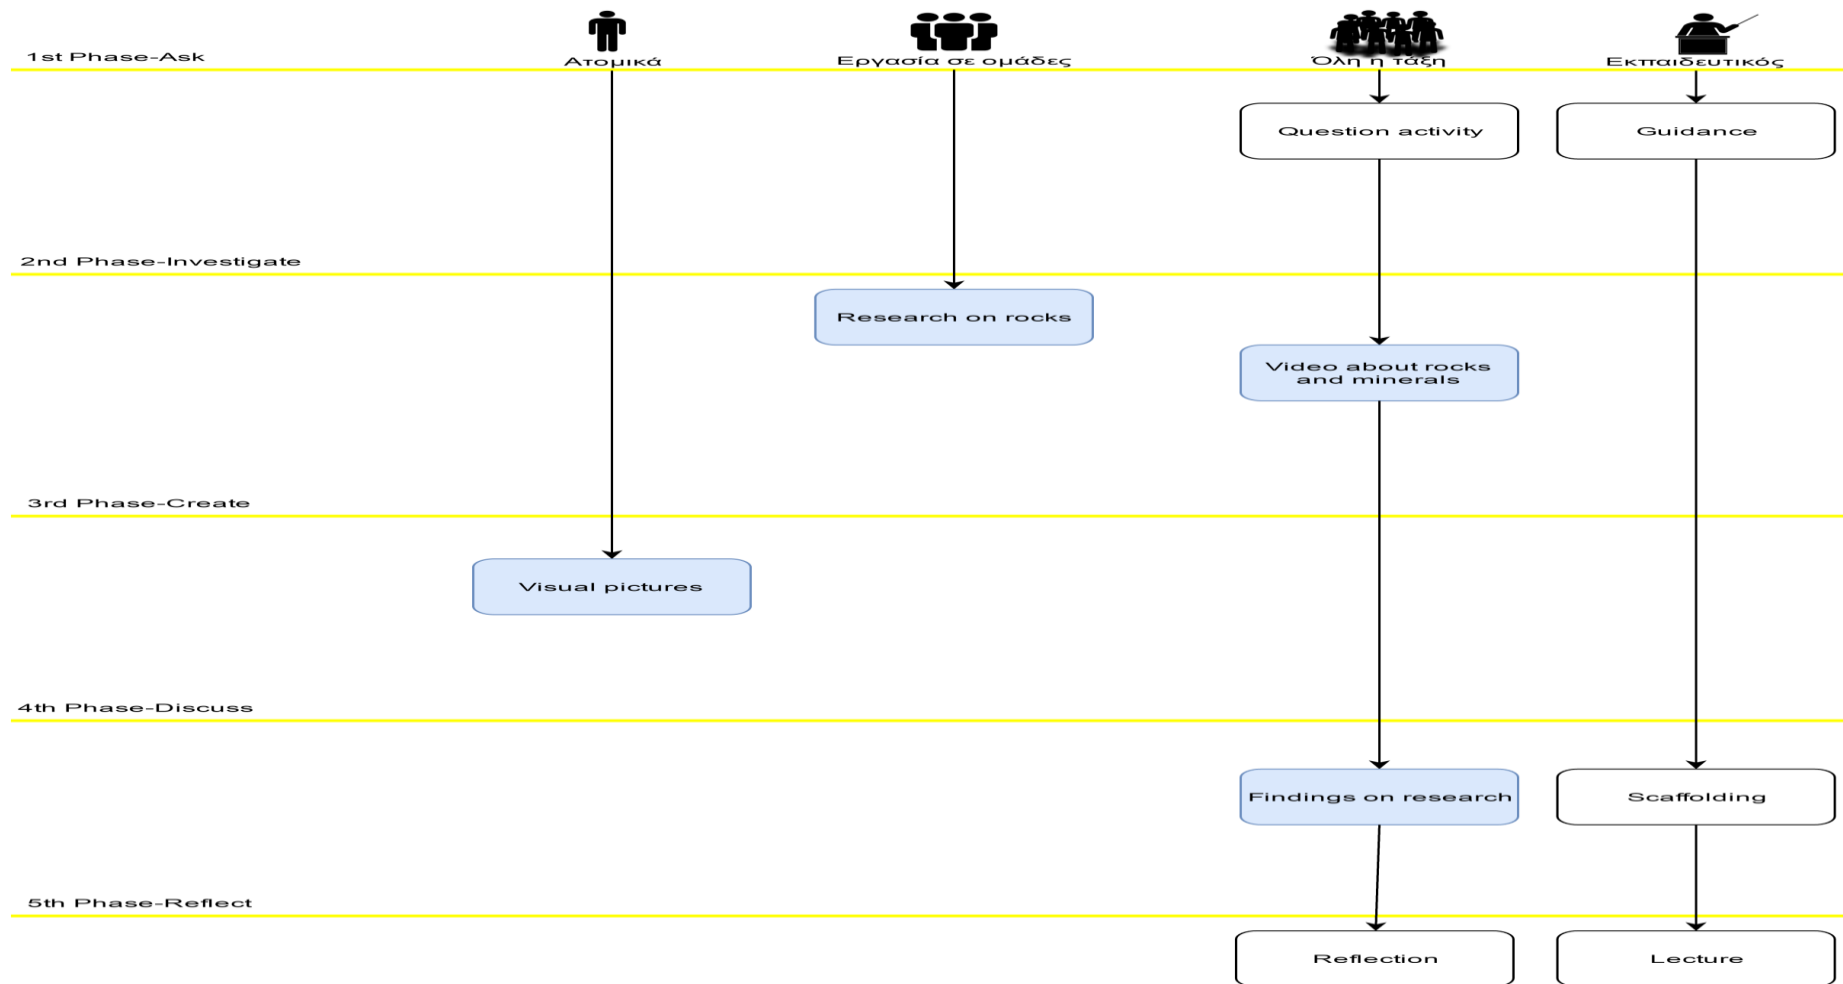 1st Phase-Ask
Ατομικά
Εργασία σε ομάδες
Όλη η τάξη
Εκπαιδευτικός
Question activity
Guidance
2nd Phase-Investigate
Research on rocks
Video about rocks
and minerals
3rd Phase-Create
Visual pictures
4th Phase-Discuss
Findings on research
Scaffolding
5th Phase-Reflect
Reflection
Lecture